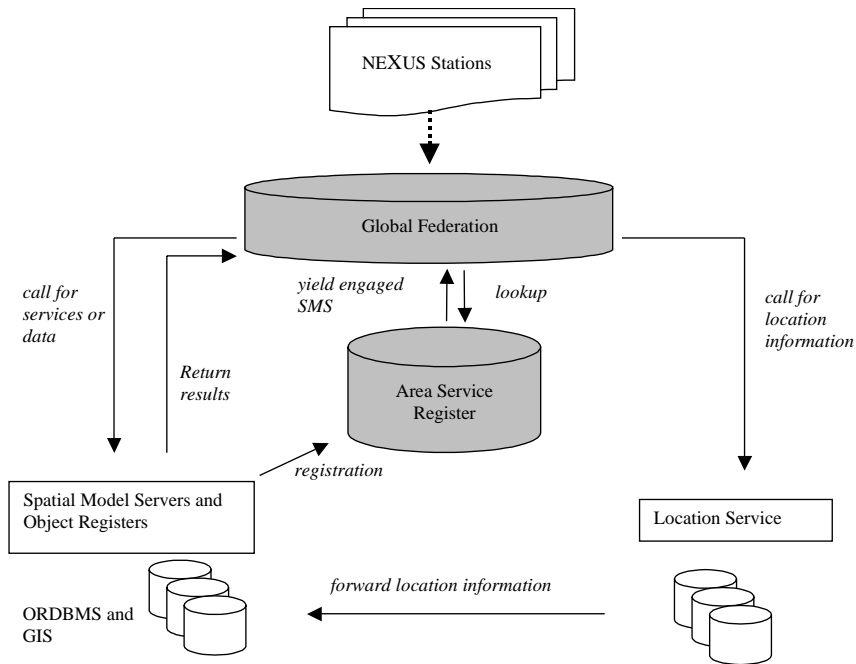 NEXUS Stations
Global Federation
call for
services or
data
yield engaged
SMS
lookup
call for
location
information
Return
results
Area Service
Register
registration
Spatial Model Servers and
Object Registers
Location Service
forward location information
ORDBMS and
GIS